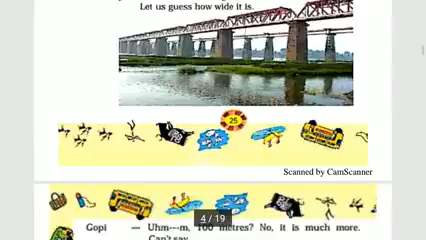 Let us guess how wide it is.
25
Scanned by CamScanner
4 / 19
Gopi — Uhm---m, 100 metres? No, it is much more.
Can't say